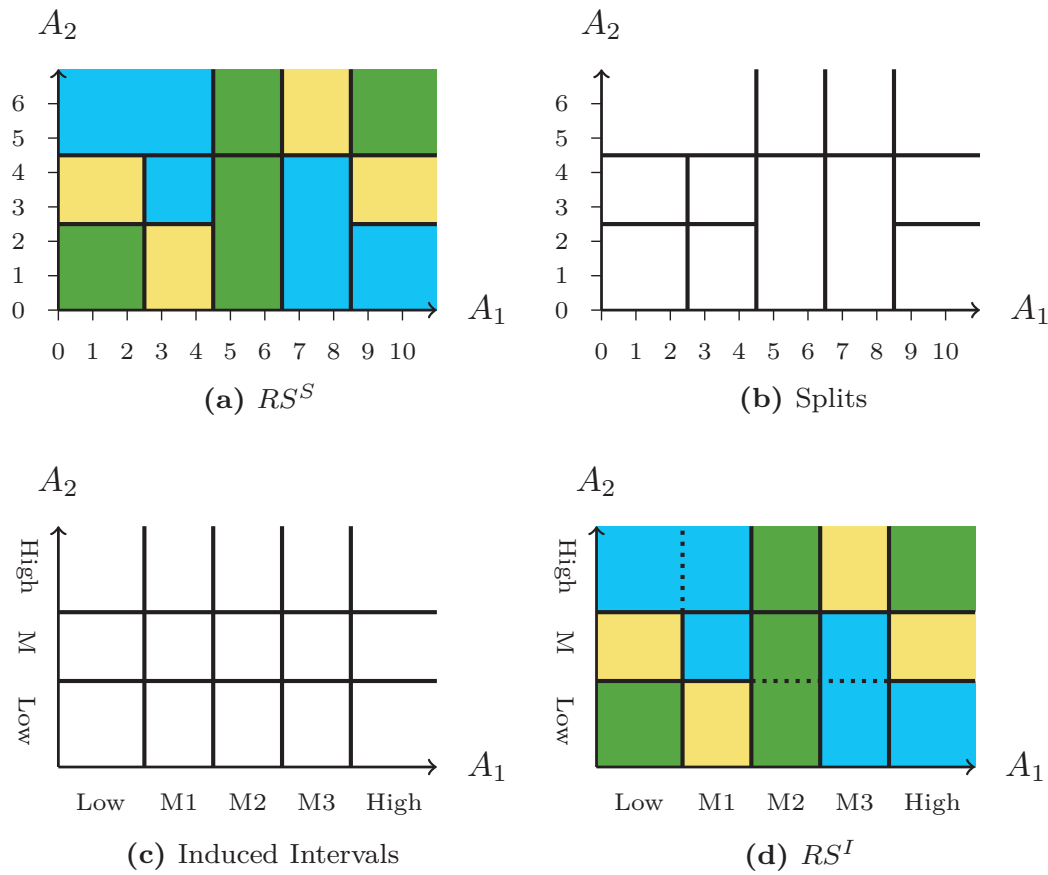 A₂
6
5
4
3
2
1
0
A₁
0 1 2 3 4 5 6 7 8 9 10
(a) RSˢ
A₂
6
5
4
3
2
1
0
A₁
0 1 2 3 4 5 6 7 8 9 10
(b) Splits
A₂
High
M
Low
A₁
Low M1 M2 M3 High
(c) Induced Intervals
A₂
High
M
Low
A₁
Low M1 M2 M3 High
(d) RSᴵ